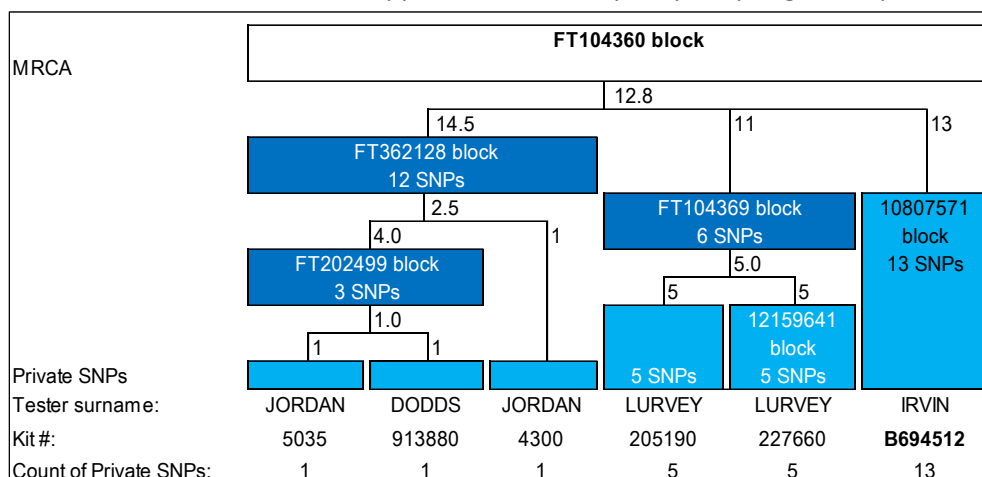 FT104360 block
MRCA
12.8
14.5
11
13
FT362128 block
12 SNPs
2.5
FT104369 block
6 SNPs
10807571
block
13 SNPs
4.0
1
5.0
FT202499 block
3 SNPs
1.0
5
5
1
1
12159641
block
5 SNPs
5 SNPs
Private SNPs
Tester surname: JORDAN DODDS JORDAN LURVEY LURVEY IRVIN
Kit #: 5035 913880 4300 205190 227660 B694512
Count of Private SNPs: 1 1 1 5 5 13